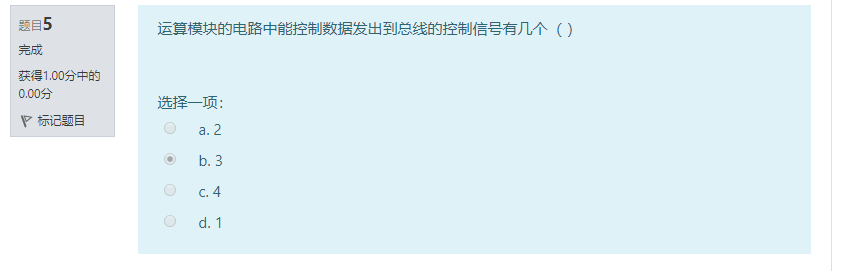 题目5
完成
获得1.00分中的
0.00分
标记题目
运算模块的电路中能控制数据发出到总线的控制信号有几个（ ）
选择一项：
a. 2
b. 3
c. 4
d. 1